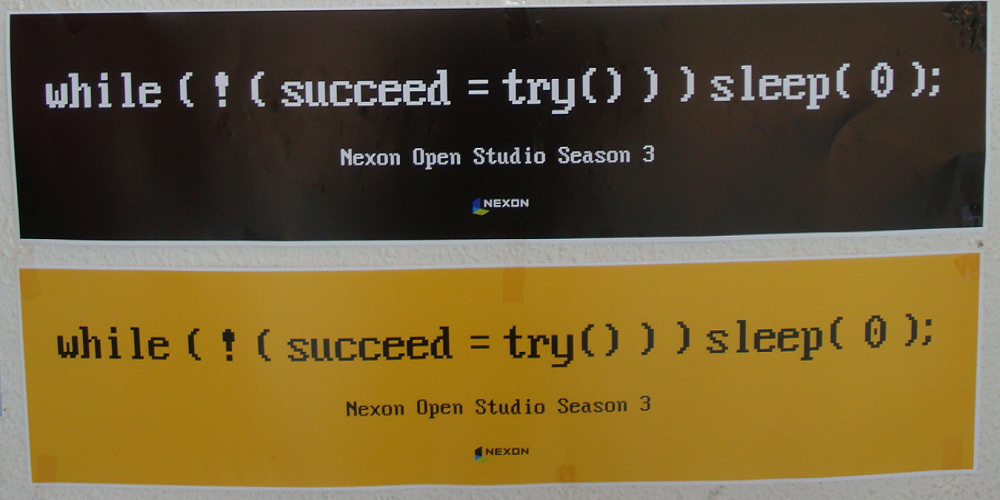 while ( ! ( succeed = try() ) ) sleep( 0 );
Nexon Open Studio Season 3
NEXON
while ( ! ( succeed = try() ) ) sleep( 0 );
Nexon Open Studio Season 3
NEXON